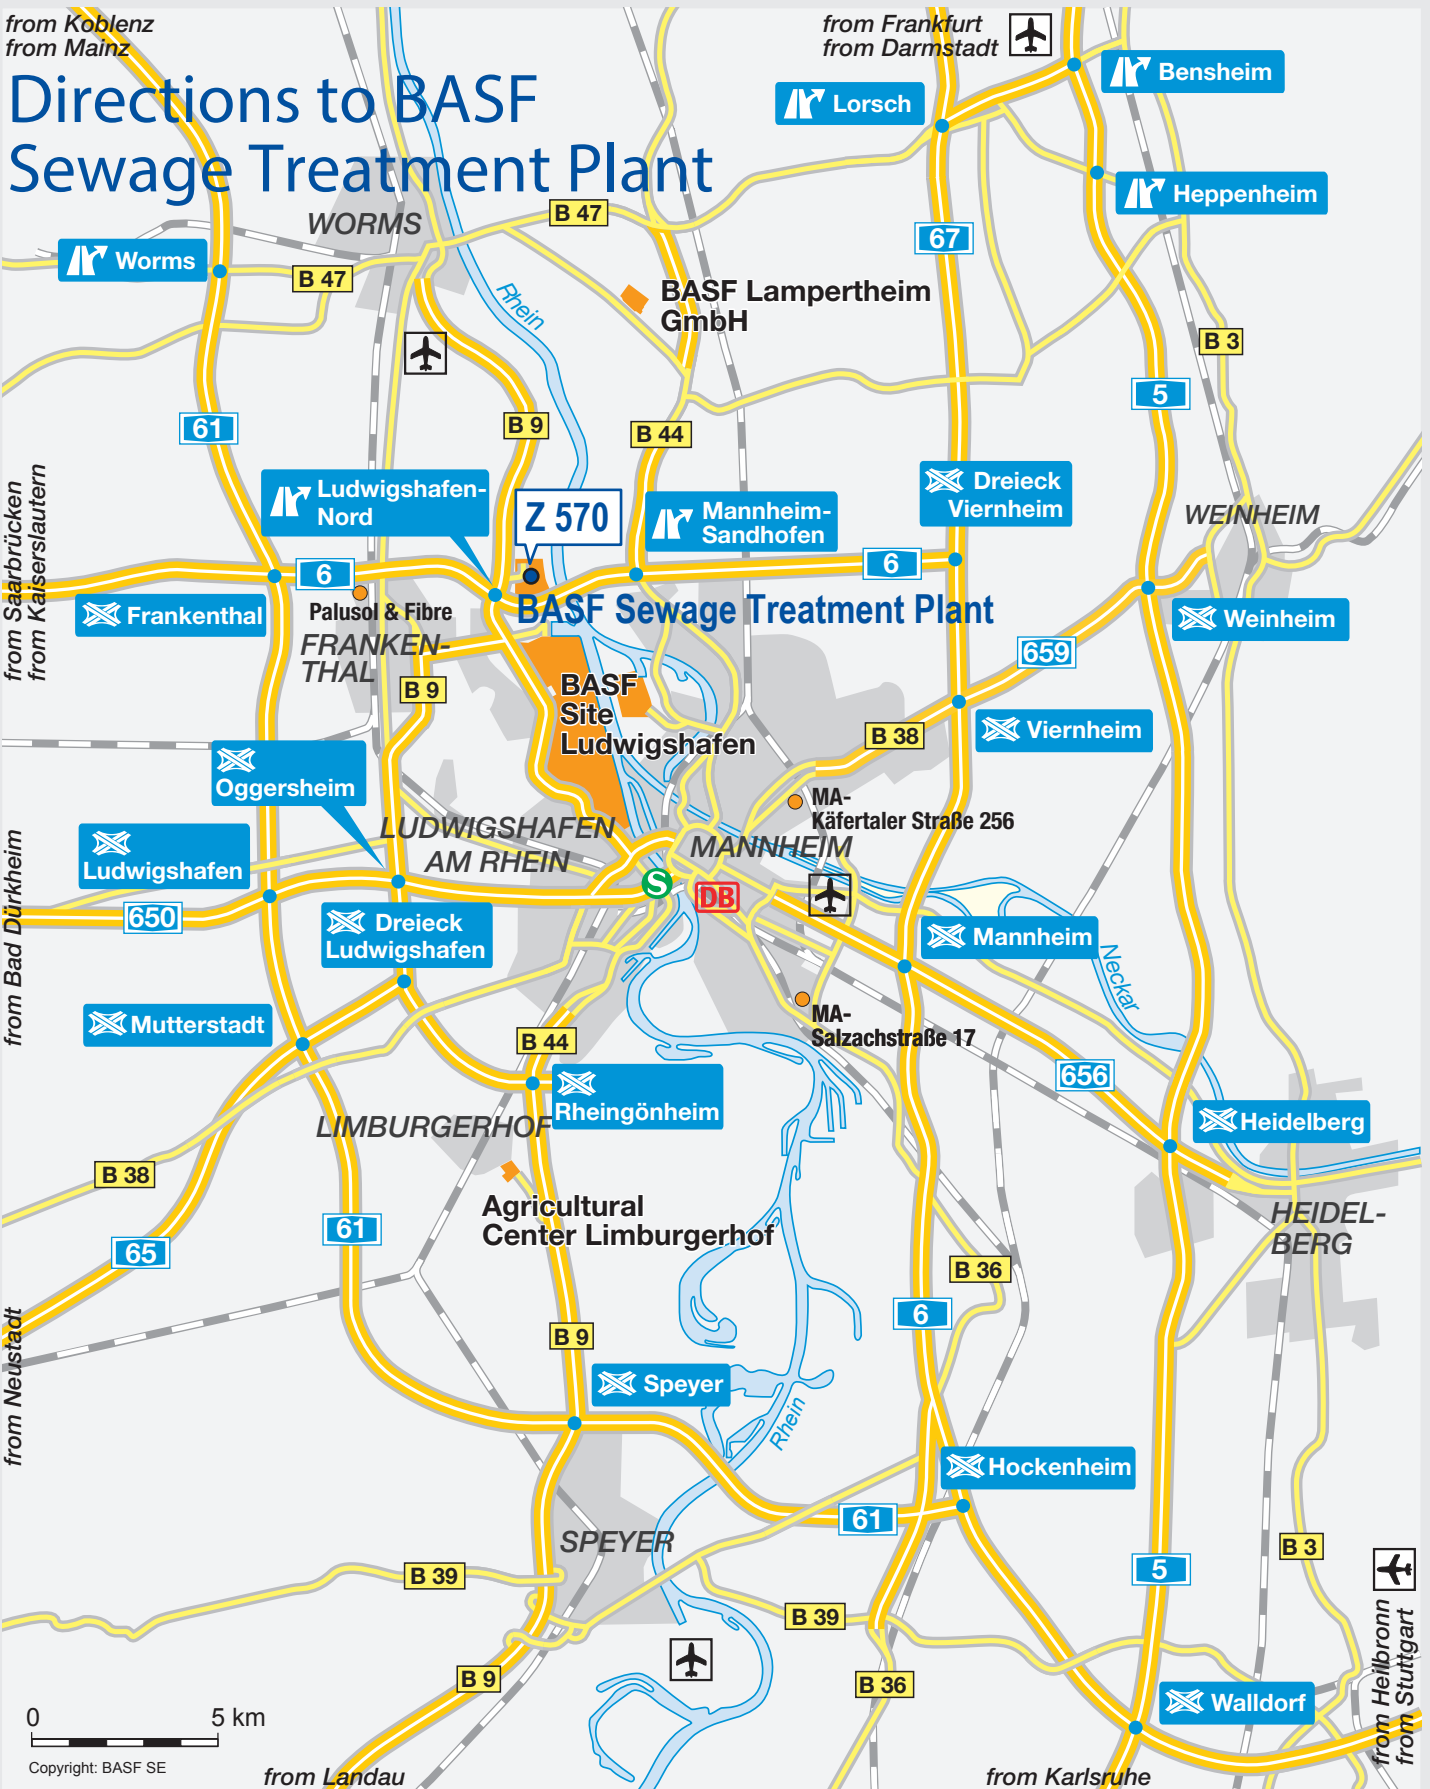 from Koblenz
from Mainz
from Frankfurt
from Darmstadt
Directions to BASF
Sewage Treatment Plant
Bensheim
Lorsch
Heppenheim
WORMS
B 47
67
Worms
B 47
Rhein
BASF Lampertheim
GmbH
B 3
5
61
B 9
B 44
from Saarbrücken
from Kaiserslautern
Ludwigshafen-
Nord
Z 570
Mannheim-
Sandhofen
Dreieck
Viernheim
WEINHEIM
6
6
Frankenthal
Palusol & Fibre
BASF Sewage Treatment Plant
Weinheim
FRANKEN-
THAL
659
B 9
BASF
Site
Ludwigshafen
B 38
Viernheim
Oggersheim
MA-
Käfertaler Straße 256
LUDWIGSHAFEN
AM RHEIN
MANNHEIM
Ludwigshafen
S
DB
650
from Bad Dürkheim
Dreieck
Ludwigshafen
Mannheim
Neckar
Mutterstadt
MA-
Salzachstraße 17
B 44
656
Rheingönheim
LIMBURGERHOF
Heidelberg
B 38
Agricultural
Center Limburgerhof
HEIDEL-
BERG
61
65
B 36
6
from Neustadt
B 9
Speyer
Rhein
Hockenheim
61
SPEYER
B 39
B 3
5
B 39
from Heilbronn
from Stuttgart
B 9
B 36
Walldorf
0 5 km
Copyright: BASF SE
from Landau
from Karlsruhe